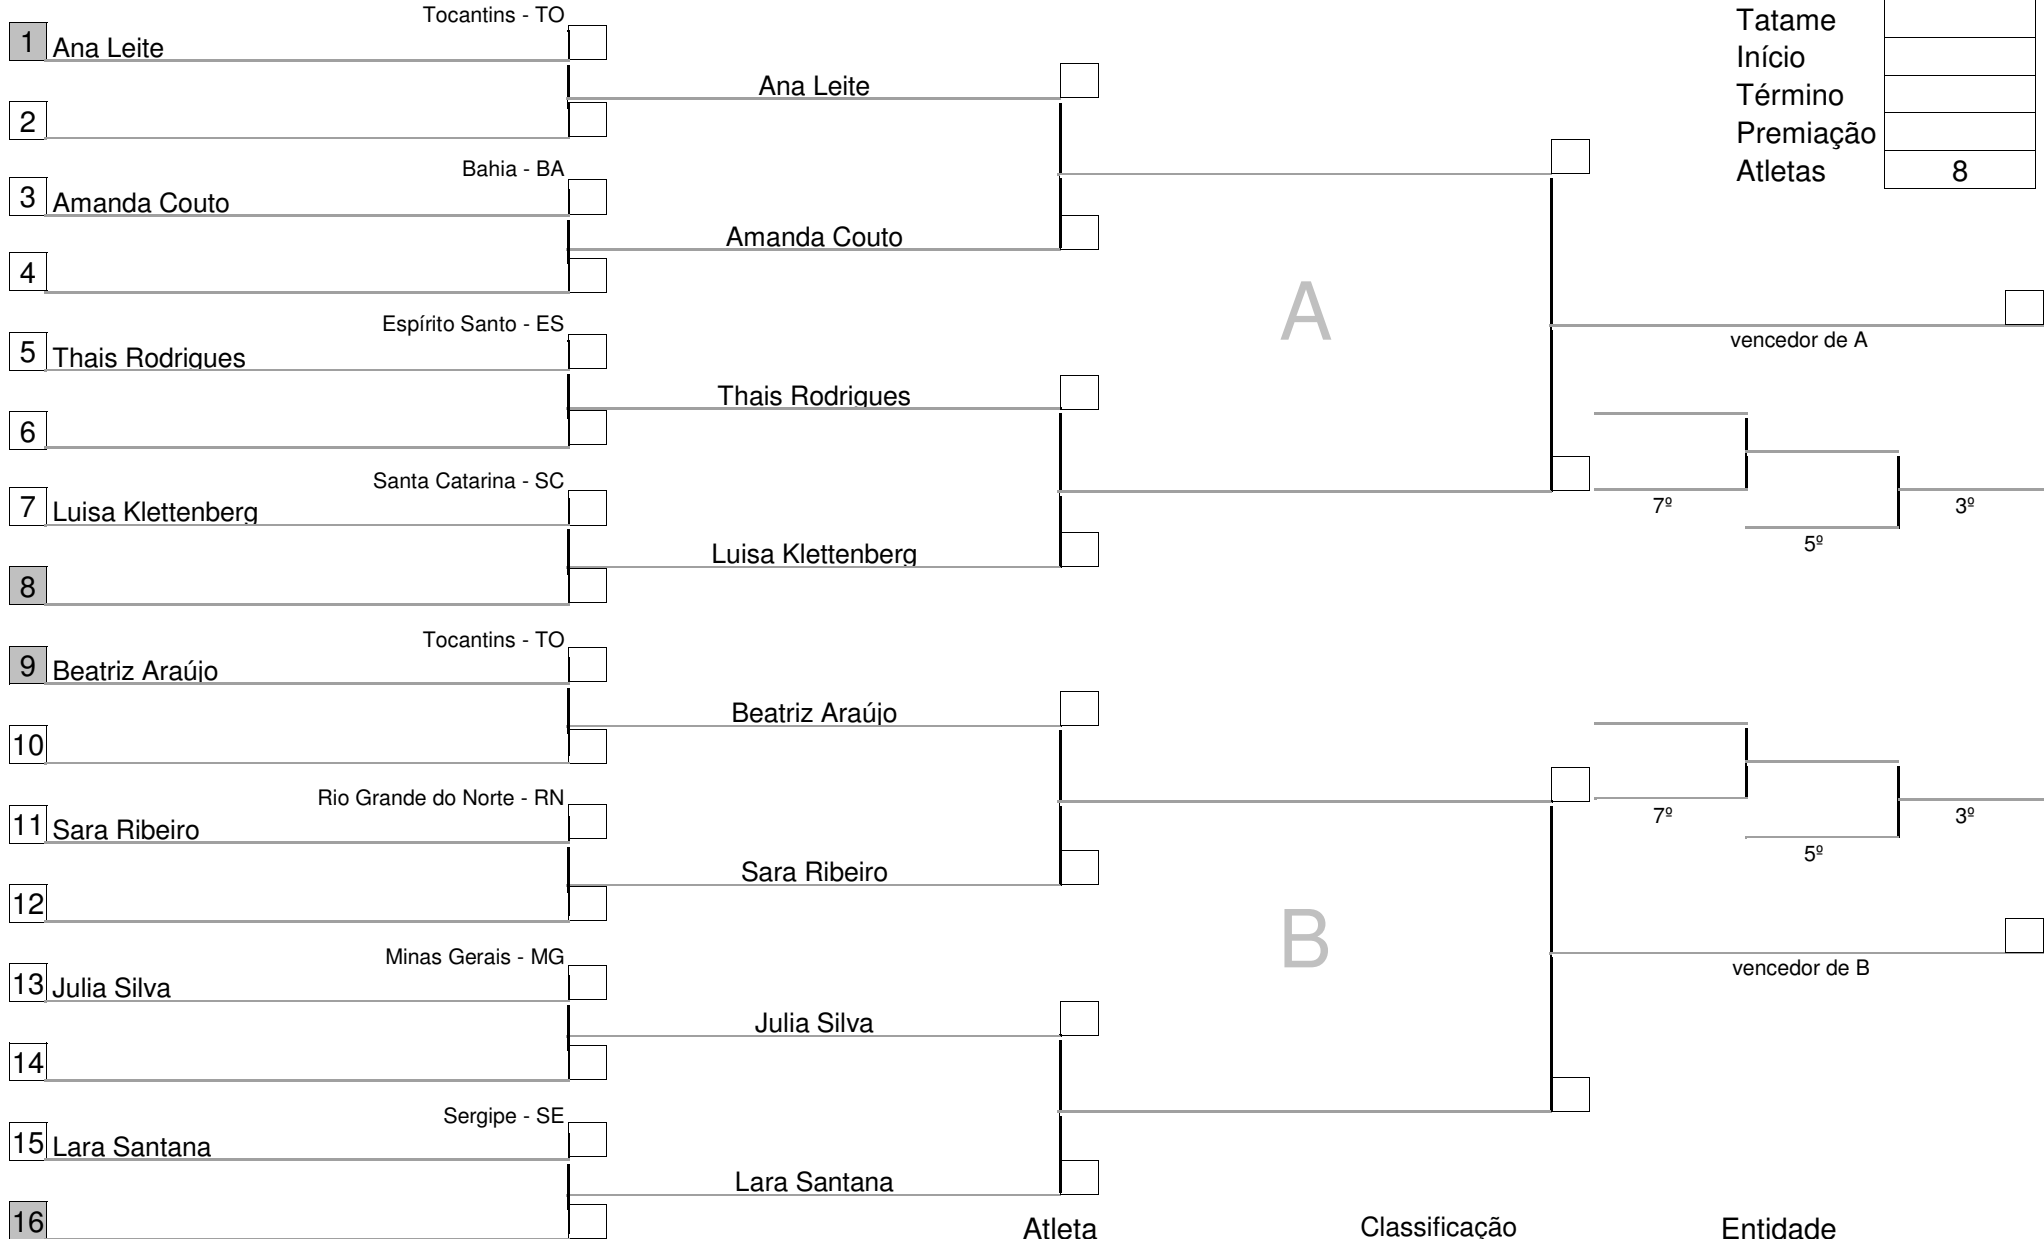 Tocantins - TO
1 Ana Leite
Ana Leite
2
Bahia - BA
3 Amanda Couto
Amanda Couto
4
Espírito Santo - ES
5 Thais Rodrigues
Thais Rodrigues
6
Santa Catarina - SC
7 Luisa Klettenberg
Luisa Klettenberg
8
Tocantins - TO
9 Beatriz Araújo
Beatriz Araújo
10
Rio Grande do Norte - RN
11 Sara Ribeiro
Sara Ribeiro
12
Minas Gerais - MG
13 Julia Silva
Julia Silva
14
Sergipe - SE
15 Lara Santana
Lara Santana
16
A
B
Tatame
Início
Término
Premiação
Atletas 8
vencedor de A
7º
3º
5º
7º
3º
5º
vencedor de B
Atleta Classificação Entidade